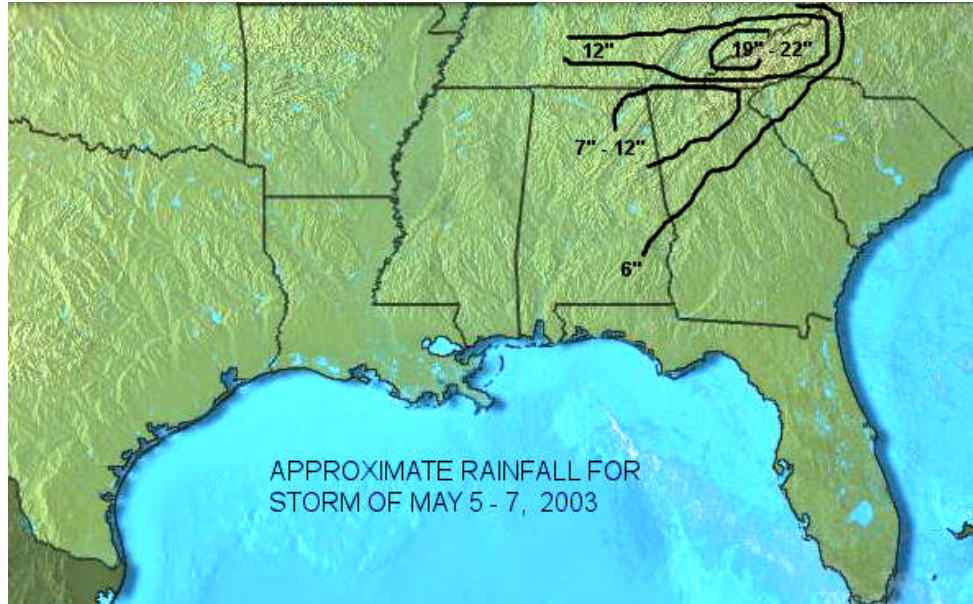 12" 19" - 22"
7" - 12"
6"
APPROXIMATE RAINFALL FOR
STORM OF MAY 5 - 7, 2003